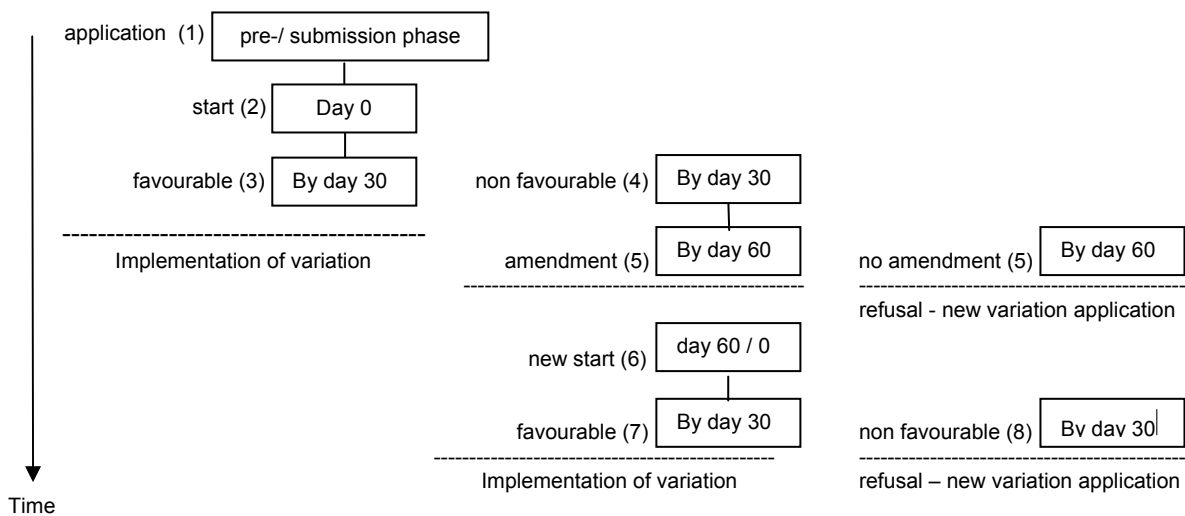 application (1) pre-/ submission phase
start (2) Day 0
favourable (3) By day 30 non favourable (4) By day 30
Implementation of variation amendment (5) By day 60 no amendment (5) By day 60
refusal - new variation application
new start (6) day 60 / 0
favourable (7) By day 30 non favourable (8) By day 30
Implementation of variation refusal – new variation application
Time